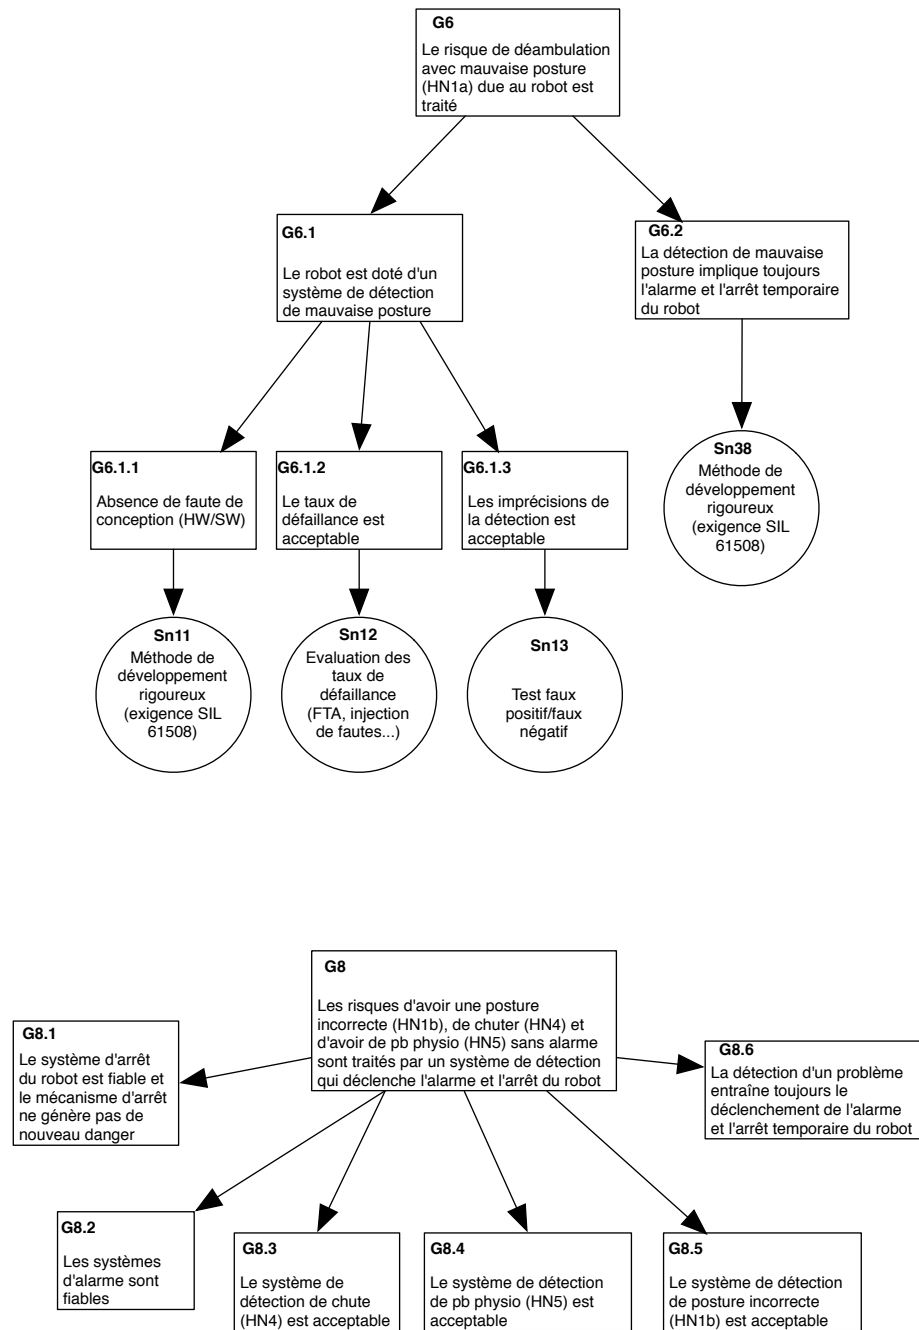 G6
Le risque de déambulation
avec mauvaise posture
(HN1a) due au robot est
traité
G6.1
Le robot est doté d'un
système de détection
de mauvaise posture
G6.2
La détection de mauvaise
posture implique toujours
l'alarme et l'arrêt temporaire
du robot
G6.1.1
Absence de faute de
conception (HW/SW)
G6.1.2
Le taux de
défaillance est
acceptable
G6.1.3
Les imprécisions de
la détection est
acceptable
Sn38
Méthode de
développement
rigoureux
(exigence SIL
61508)
Sn11
Méthode de
développement
rigoureux
(exigence SIL
61508)
Sn12
Evaluation des
taux de
défaillance
(FTA, injection
de fautes...)
Sn13
Test faux
positif/faux
négatif
G8
Les risques d'avoir une posture
incorrecte (HN1b), de chuter (HN4) et
d'avoir de pb physio (HN5) sans alarme
sont traités par un système de détection
qui déclenche l'alarme et l'arrêt du robot
G8.1
Le système d'arrêt
du robot est fiable et
le mécanisme d'arrêt
ne génère pas de
nouveau danger
G8.6
La détection d'un problème
entraîne toujours le
déclenchement de l'alarme
et l'arrêt temporaire du robot
G8.2
Les systèmes
d'alarme sont
fiables
G8.3
Le système de
détection de chute
(HN4) est acceptable
G8.4
Le système de détection
de pb physio (HN5) est
acceptable
G8.5
Le système de détection
de posture incorrecte
(HN1b) est acceptable